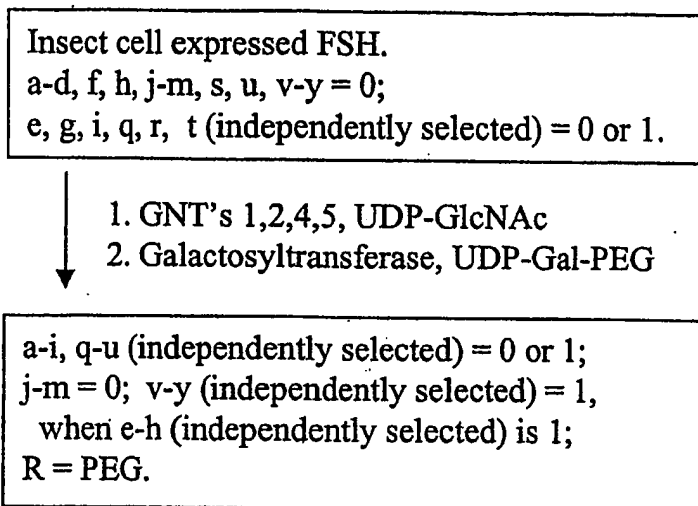 Insect cell expressed FSH.
a-d, f, h, j-m, s, u, v-y = 0;
e, g, i, q, r, t (independently selected) = 0 or 1.
1. GNT's 1,2,4,5, UDP-GlcNAc
2. Galactosyltransferase, UDP-Gal-PEG
a-i, q-u (independently selected) = 0 or 1;
j-m = 0; v-y (independently selected) = 1,
when e-h (independently selected) is 1;
R = PEG.